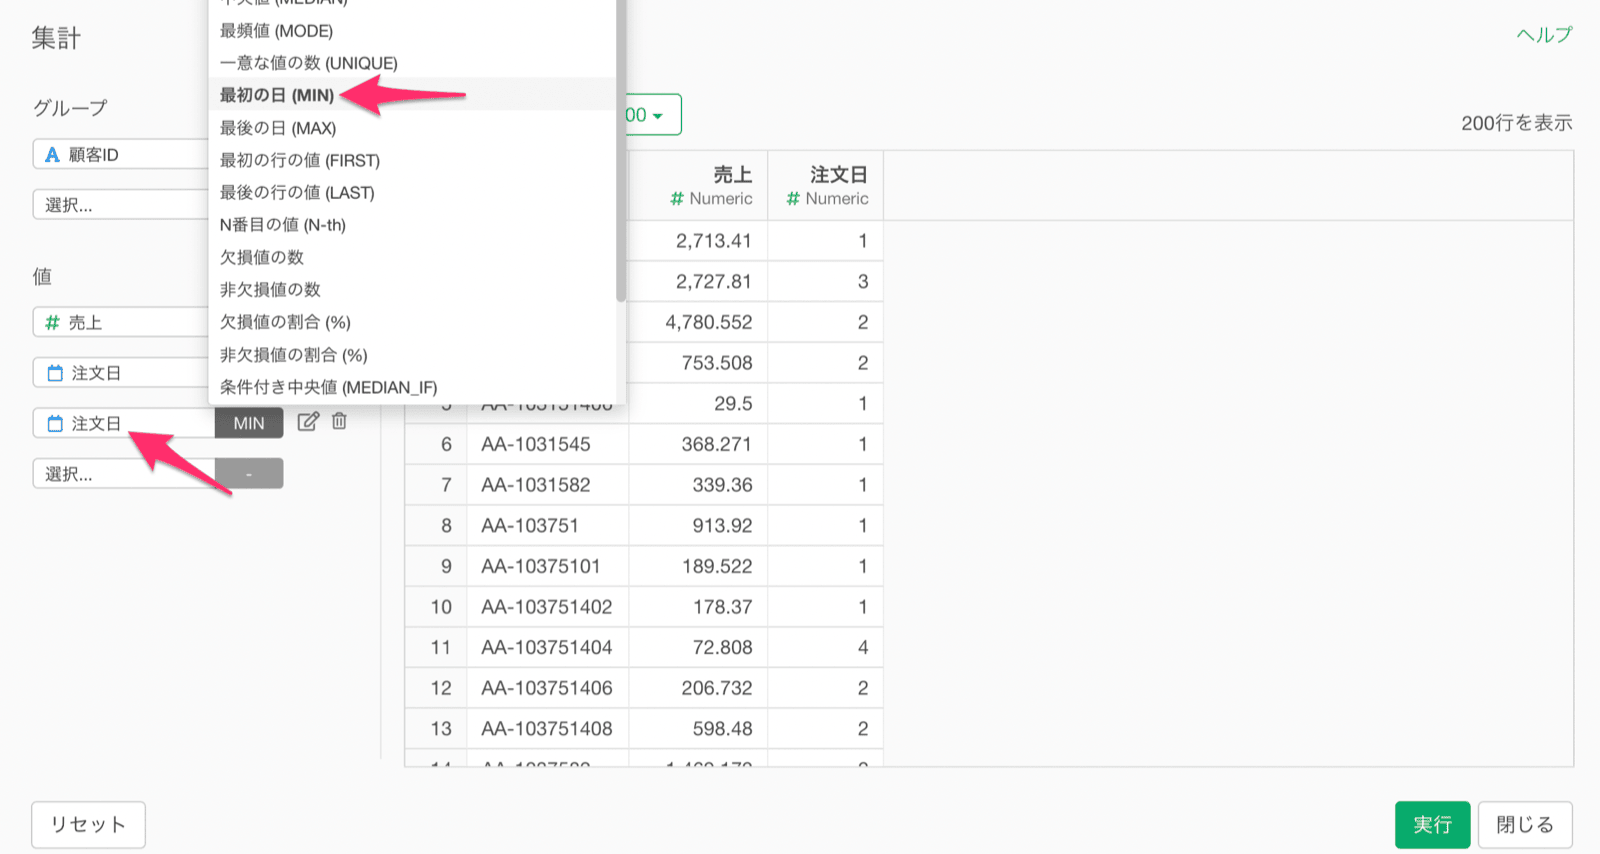 集計
ヘルプ
中央値 (MEDIAN)
最頻値 (MODE)
一意な値の数 (UNIQUE)
最初の日 (MIN)
最後の日 (MAX)
最初の行の値 (FIRST)
最後の行の値 (LAST)
N番目の値 (N-th)
欠損値の数
非欠損値の数
欠損値の割合 (%)
非欠損値の割合 (%)
条件付き中央値 (MEDIAN_IF)
グループ
顧客ID
選択...
値
# 売上
注文日
注文日 MIN
選択... -
00
200行を表示
売上 注文日
# Numeric # Numeric
2,713.41 1
2,727.81 3
4,780.552 2
753.508 2
5 AA-103151406 29.5 1
6 AA-1031545 368.271 1
7 AA-1031582 339.36 1
8 AA-103751 913.92 1
9 AA-10375101 189.522 1
10 AA-103751402 178.37 1
11 AA-103751404 72.808 4
12 AA-103751406 206.732 2
13 AA-103751408 598.48 2
14
リセット
実行
閉じる